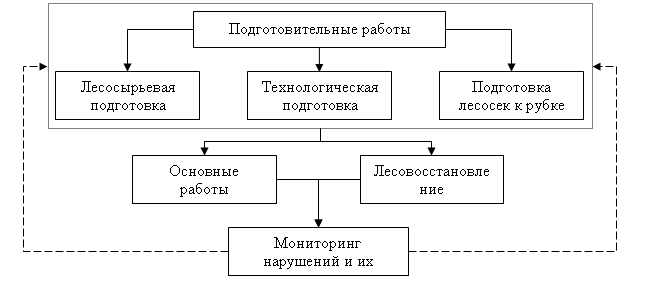 Подготовительные работы
Лесосырьевая
подготовка
Технологическая
подготовка
Подготовка
лесосек к рубке
Основные
работы
Лесовосстановле
ние
Мониторинг
нарушений и их